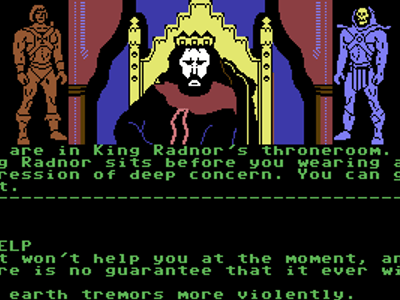 are in King Radnor's throneroom.
g Radnor sits before you wearing a
ression of deep concern. You can g
t.
ELP
t won't help you at the moment, an
re is no guarantee that it ever wi
earth tremors more violently.